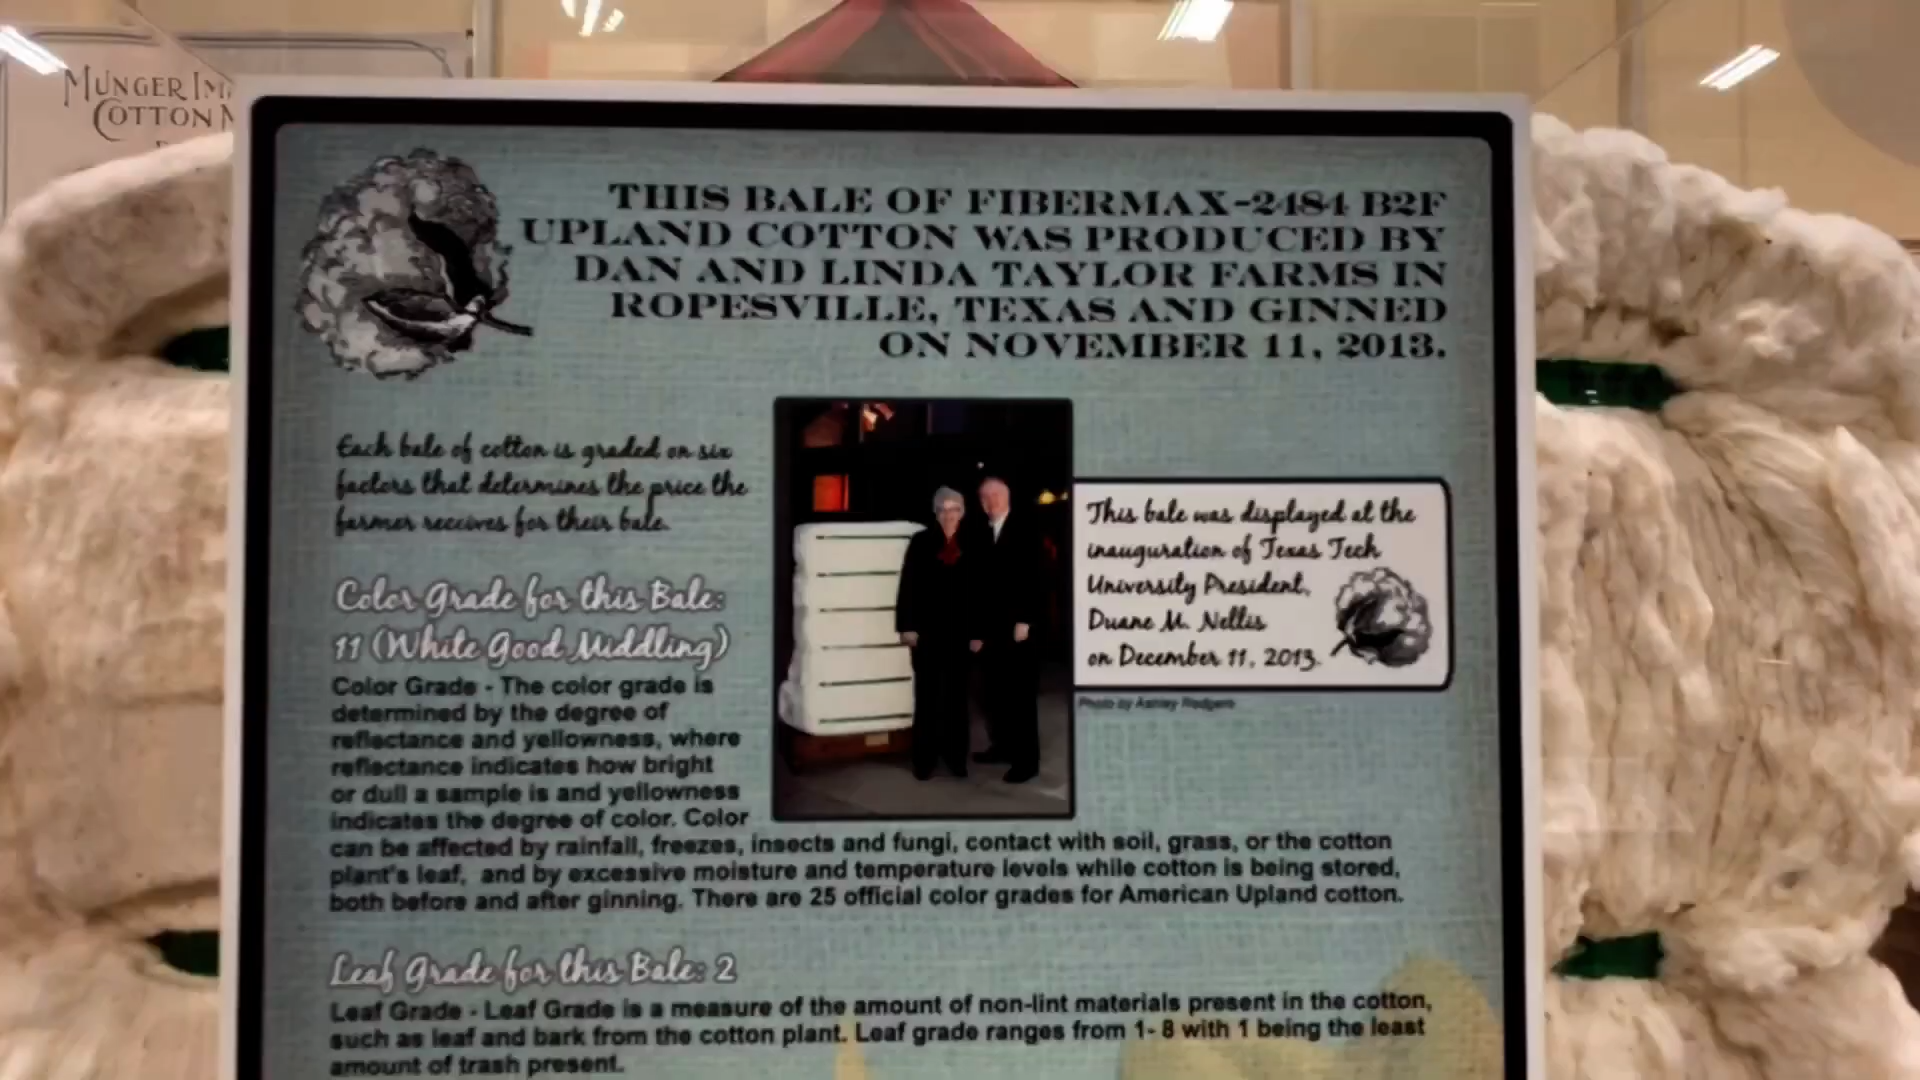 MUNGER IM
COTTON
THIS BALE OF FIBERMAX-2484 B2F
UPLAND COTTON WAS PRODUCED BY
DAN AND LINDA TAYLOR FARMS IN
ROPESVILLE, TEXAS AND GINNED
ON NOVEMBER 11, 2013.
Each bale of cotton is graded on six
factors that determines the price the
farmer receives for their bale.
This bale was displayed at the
inauguration of Texas Tech
University President,
Duane M. Nellis
on December 11, 2013.
Photo by Ashley Rodgers
Color Grade for this Bale:
11 (White Good Middling)
Color Grade - The color grade is
determined by the degree of
reflectance and yellowness, where
reflectance indicates how bright
or dull a sample is and yellowness
indicates the degree of color. Color
can be affected by rainfall, freezes, insects and fungi, contact with soil, grass, or the cotton
plant's leaf, and by excessive moisture and temperature levels while cotton is being stored,
both before and after ginning. There are 25 official color grades for American Upland cotton.
Leaf Grade for this Bale: 2
Leaf Grade - Leaf Grade is a measure of the amount of non-lint materials present in the cotton,
such as leaf and bark from the cotton plant. Leaf grade ranges from 1- 8 with 1 being the least
amount of trash present.